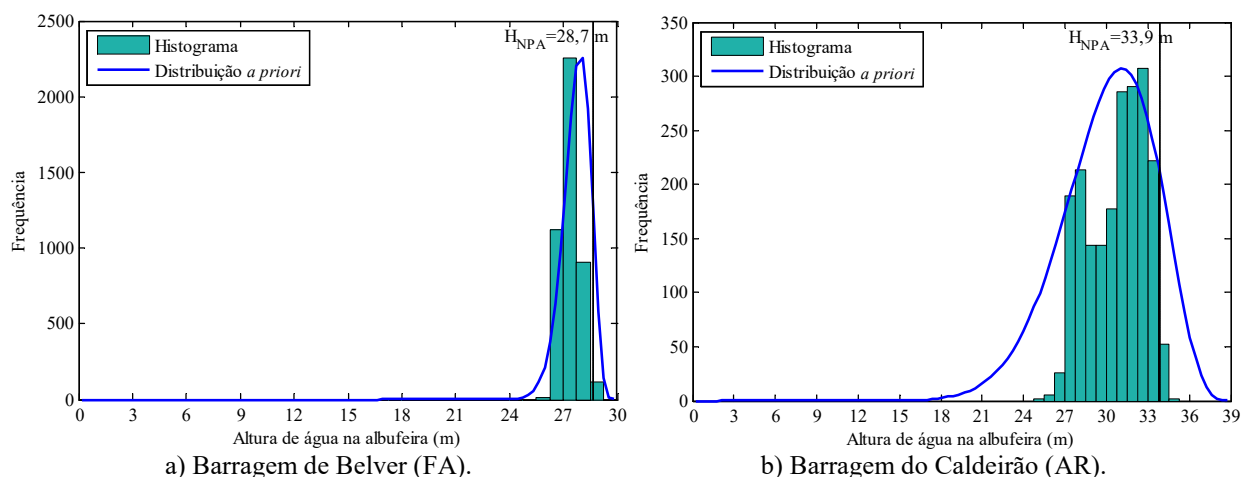 2500
2000
1500
1000
500
0
Frequência
Histograma
Distribuição a priori
H_NPA=28,7 m
0 3 6 9 12 15 18 21 24 27 30
Altura de água na albufeira (m)
a) Barragem de Belver (FA).
350
300
250
200
150
100
50
0
Frequência
Histograma
Distribuição a priori
H_NPA=33,9 m
0 3 6 9 12 15 18 21 24 27 30 33 36 39
Altura de água na albufeira (m)
b) Barragem do Caldeirão (AR).